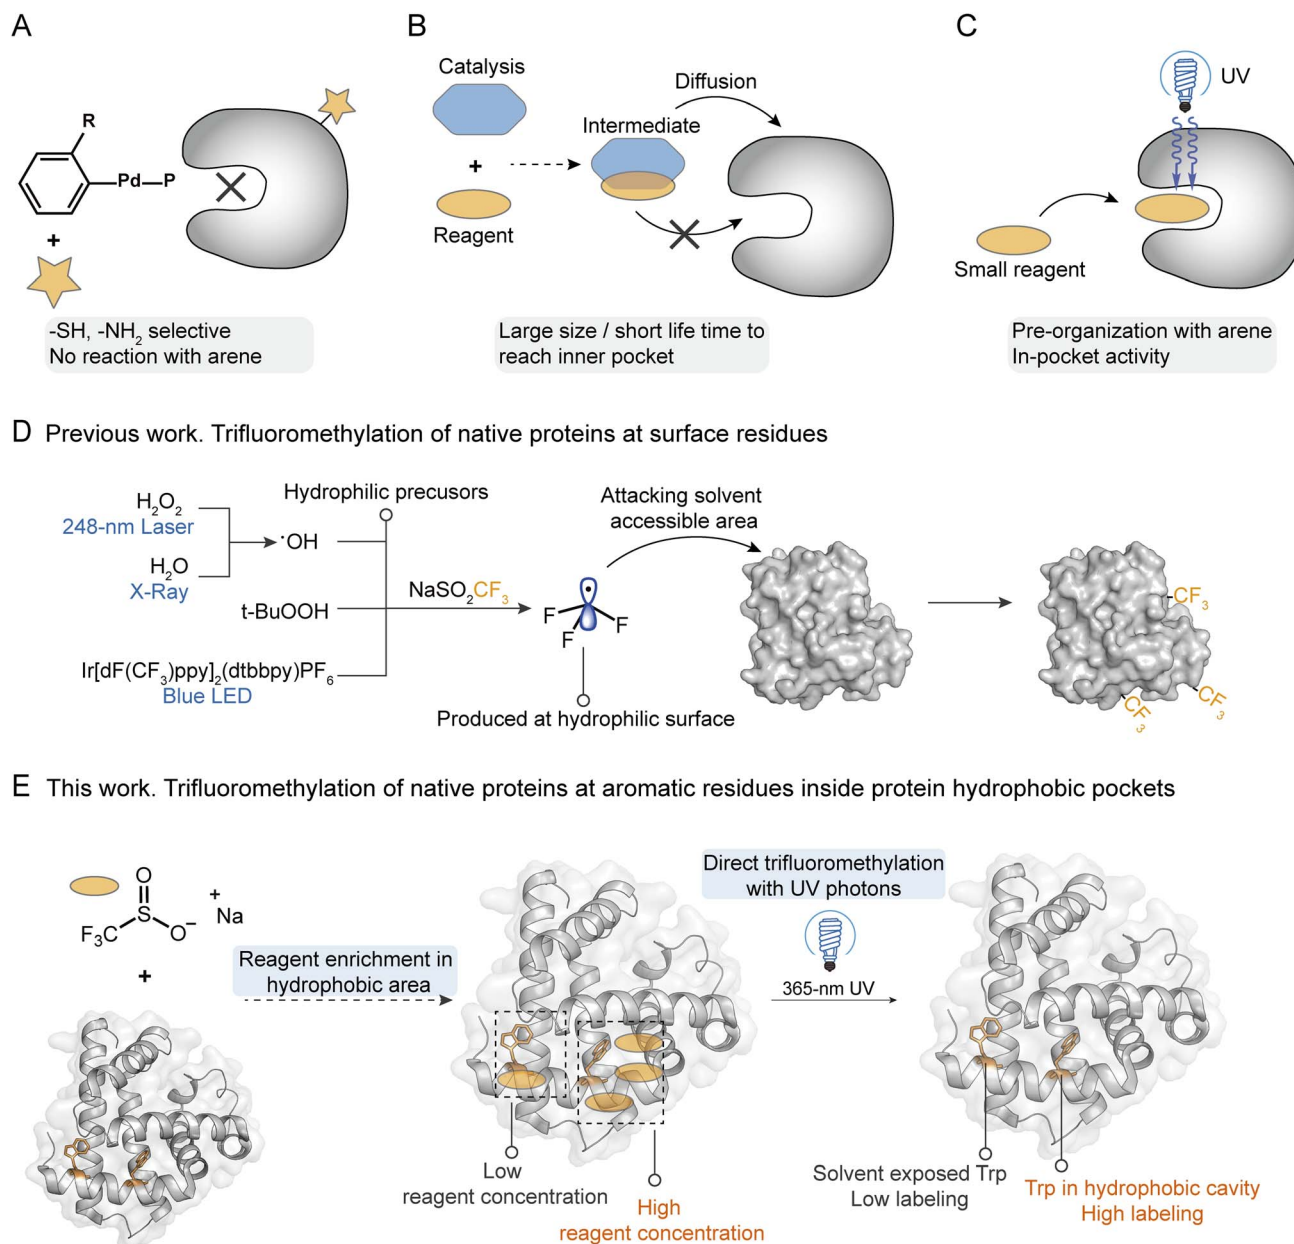 A
R
Pd—P
+
-SH, -NH2 selective
No reaction with arene
B
Catalysis
+
Reagent
Intermediate
Diffusion
Large size / short life time to
reach inner pocket
C
UV
Small reagent
Pre-organization with arene
In-pocket activity
D Previous work. Trifluoromethylation of native proteins at surface residues
H2O2
248-nm Laser
H2O
X-Ray
·OH
t-BuOOH
Ir[dF(CF3)ppy]2(dtbbpy)PF6
Blue LED
Hydrophilic precusors
NaSO2CF3
F
F
F
Produced at hydrophilic surface
Attacking solvent
accessible area
CF3
CF3
CF3
E This work. Trifluoromethylation of native proteins at aromatic residues inside protein hydrophobic pockets
O
F3C S O− + Na
+
Reagent enrichment in
hydrophobic area
Low
reagent concentration
High
reagent concentration
Direct trifluoromethylation
with UV photons
365-nm UV
Solvent exposed Trp
Low labeling
Trp in hydrophobic cavity
High labeling